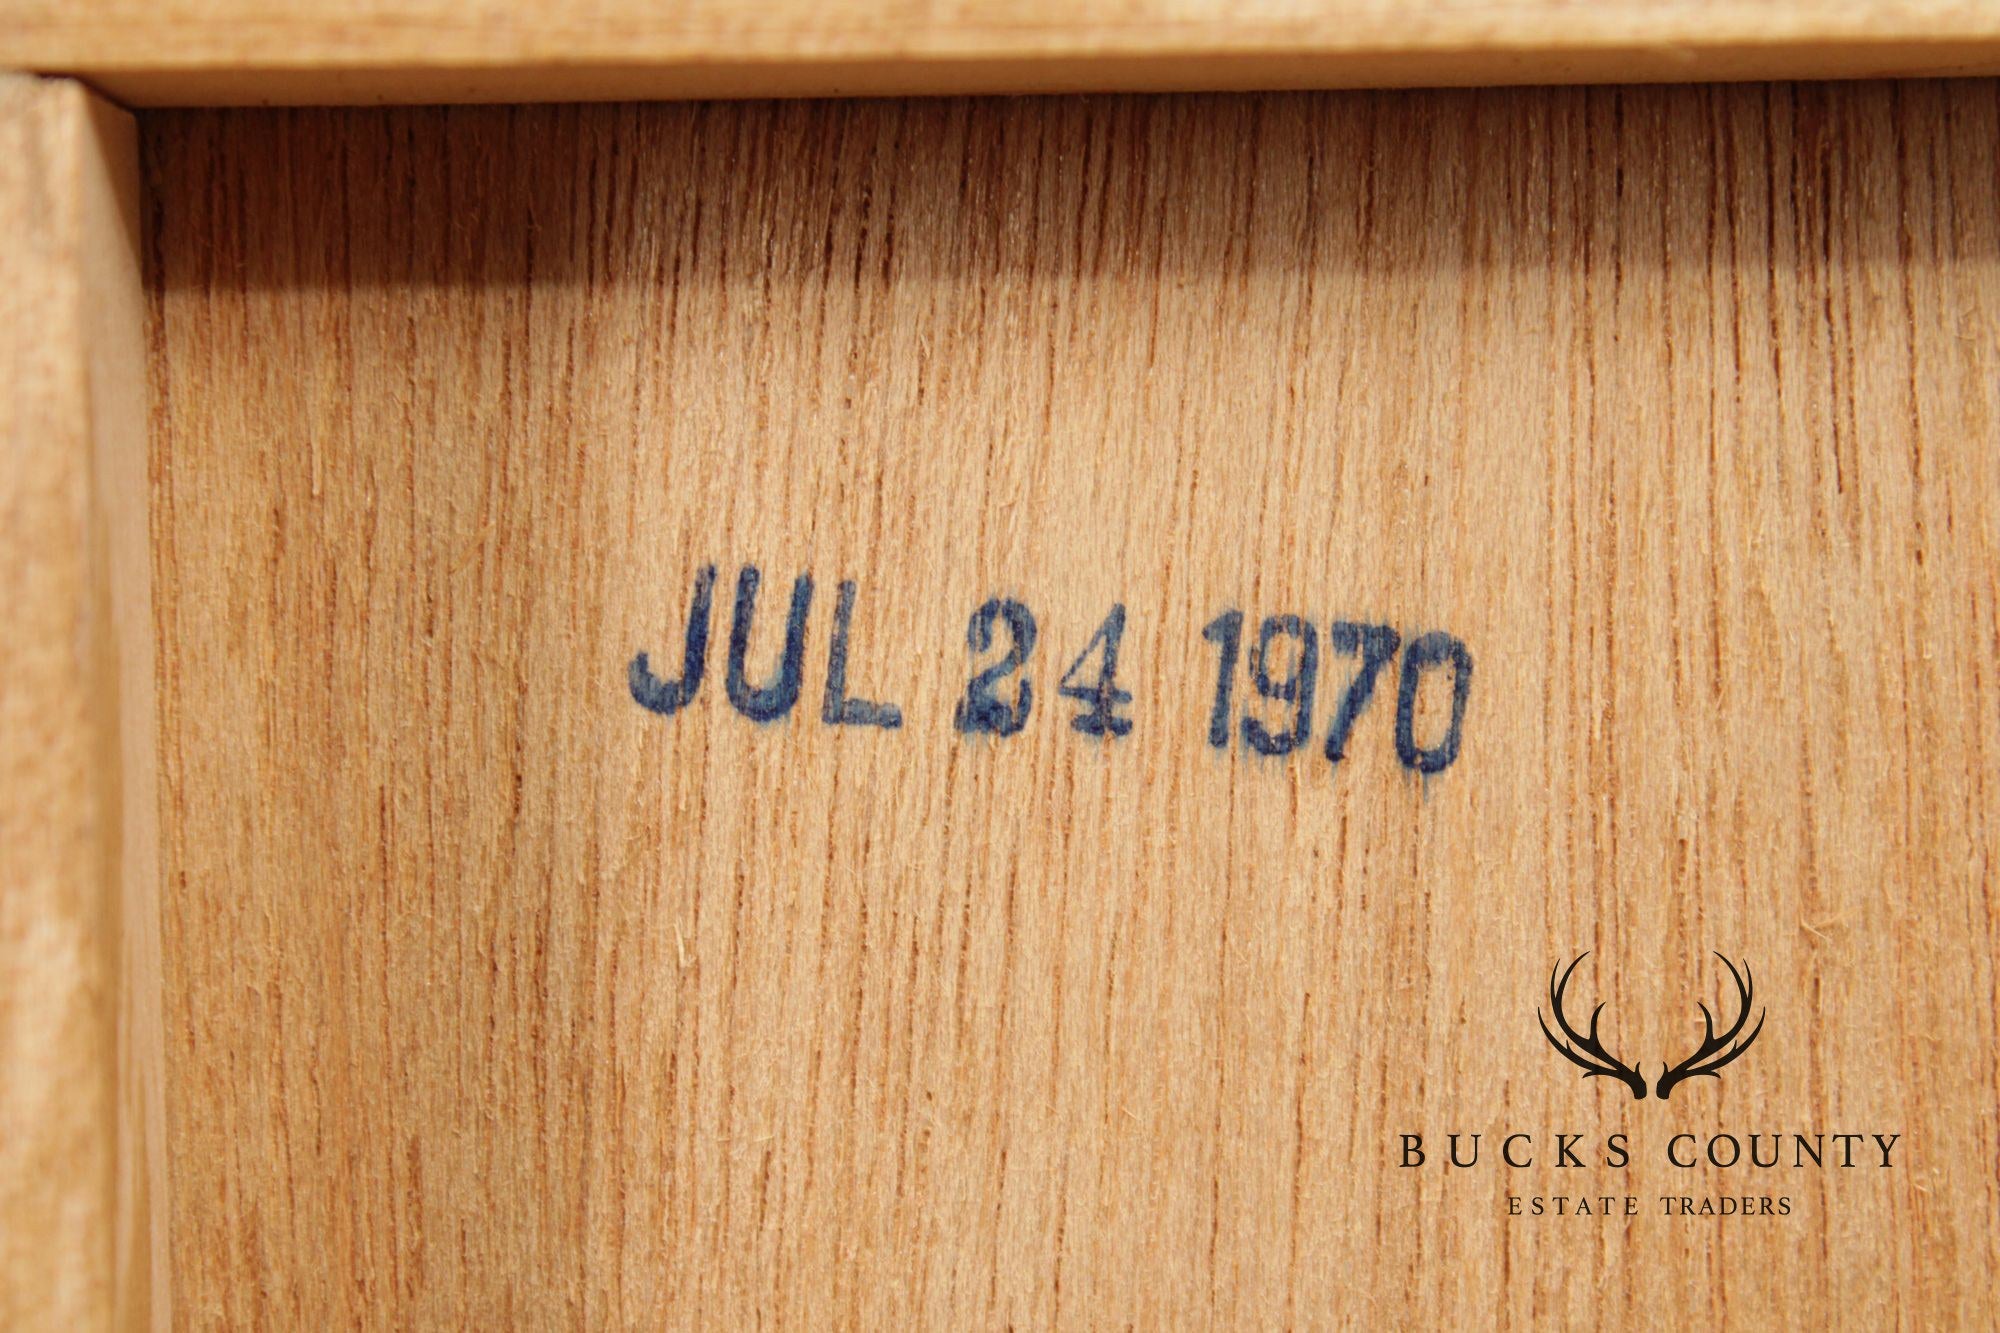 JUL 24 1970
BUCKS COUNTY
ESTATE TRADERS